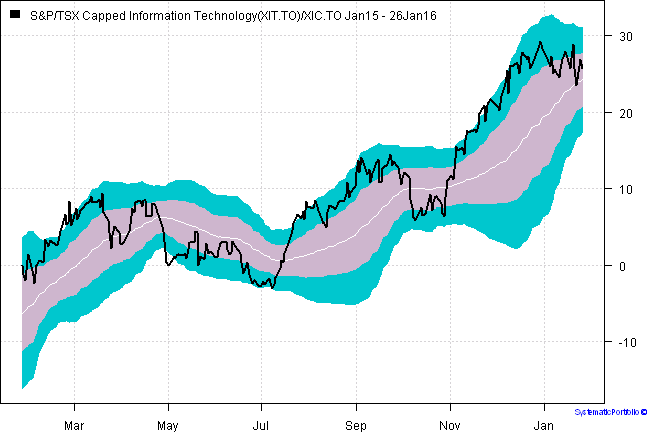 S&P/TSX Capped Information Technology(XIT.TO)/XIC.TO Jan15 - 26Jan16
30
20
10
0
-10
Mar May Jul Sep Nov Jan
SystematicPortfolio ©